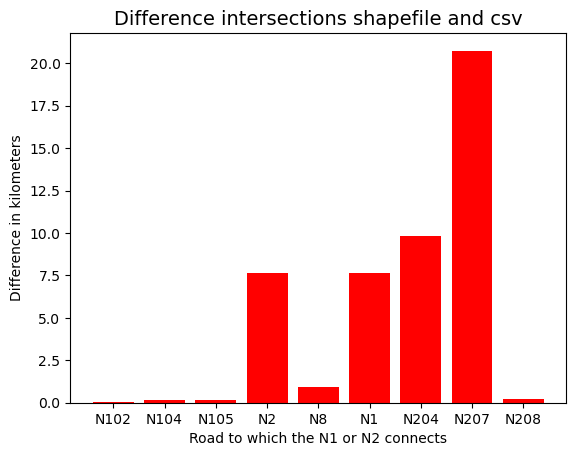 Difference intersections shapefile and csv
Difference in kilometers
20.0
17.5
15.0
12.5
10.0
7.5
5.0
2.5
0.0
N102 N104 N105 N2 N8 N1 N204 N207 N208
Road to which the N1 or N2 connects